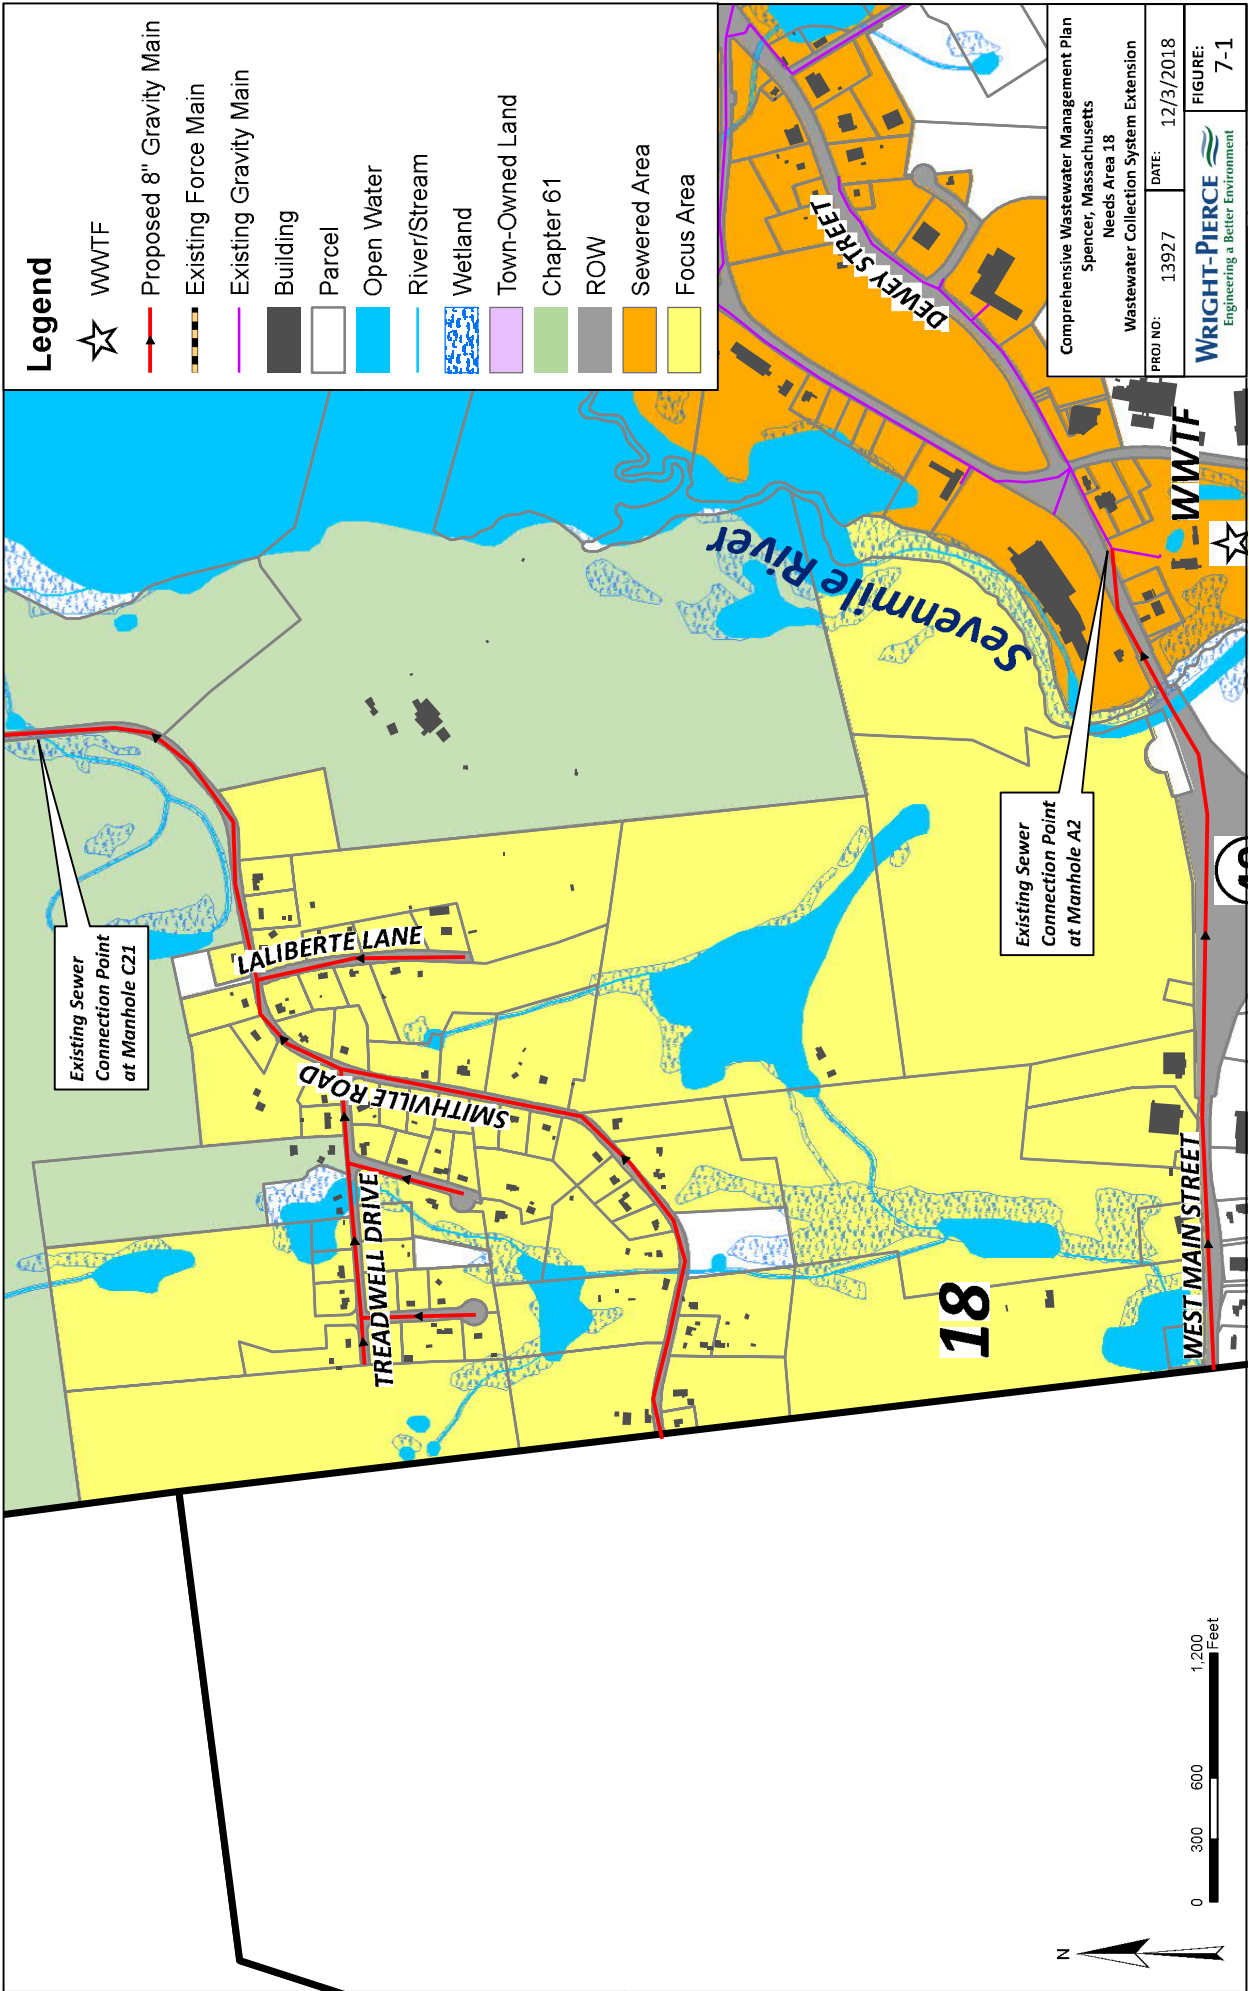 Legend
WWTF
Proposed 8" Gravity Main
Existing Force Main
Existing Gravity Main
Building
Parcel
Open Water
River/Stream
Wetland
Town-Owned Land
Chapter 61
ROW
Sewered Area
Focus Area
Existing Sewer
Connection Point
at Manhole C21
LALIBERTE LANE
SMITHVILLE ROAD
TREADWELL DRIVE
Sevenmile River
DEWEY STREET
18
Existing Sewer
Connection Point
at Manhole A2
WEST MAIN STREET
WWTF
N
0 300 600 1,200
Feet
Comprehensive Wastewater Management Plan
Spencer, Massachusetts
Needs Area 18
Wastewater Collection System Extension
PROJ NO: 13927
DATE: 12/3/2018
WRIGHT-PIERCE
Engineering a Better Environment
FIGURE:
7-1